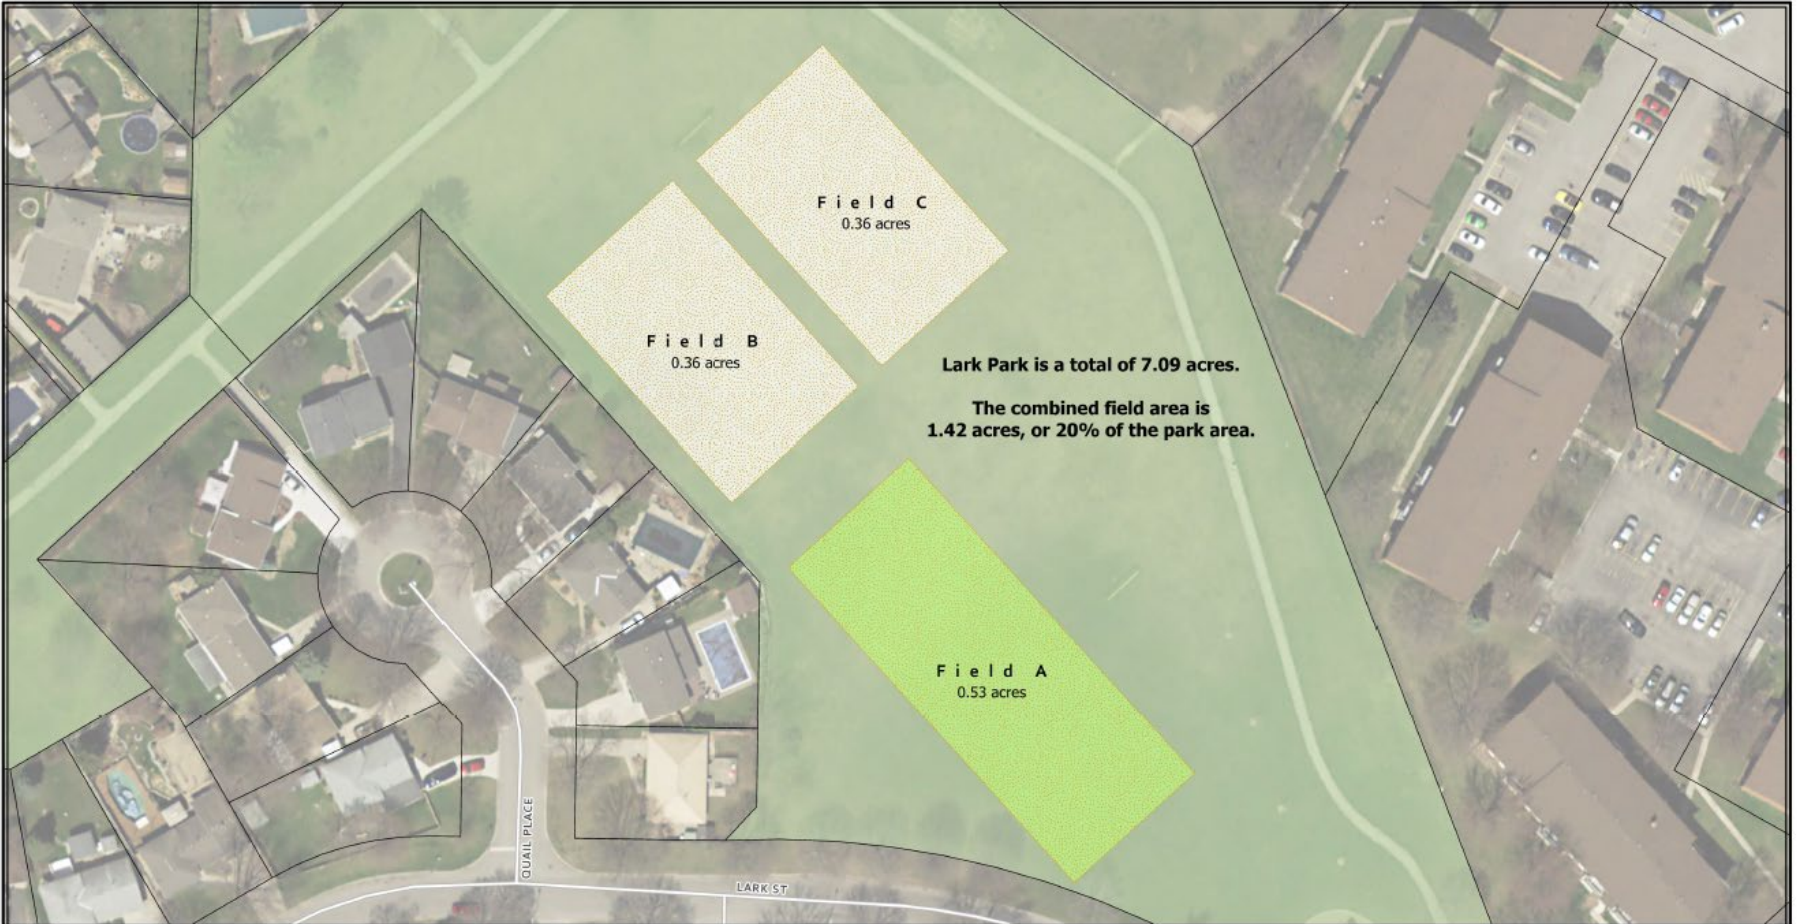 Field C
0.36 acres
Field B
0.36 acres
Lark Park is a total of 7.09 acres.
The combined field area is
1.42 acres, or 20% of the park area.
Field A
0.53 acres
QUAIL PLACE
LARK ST